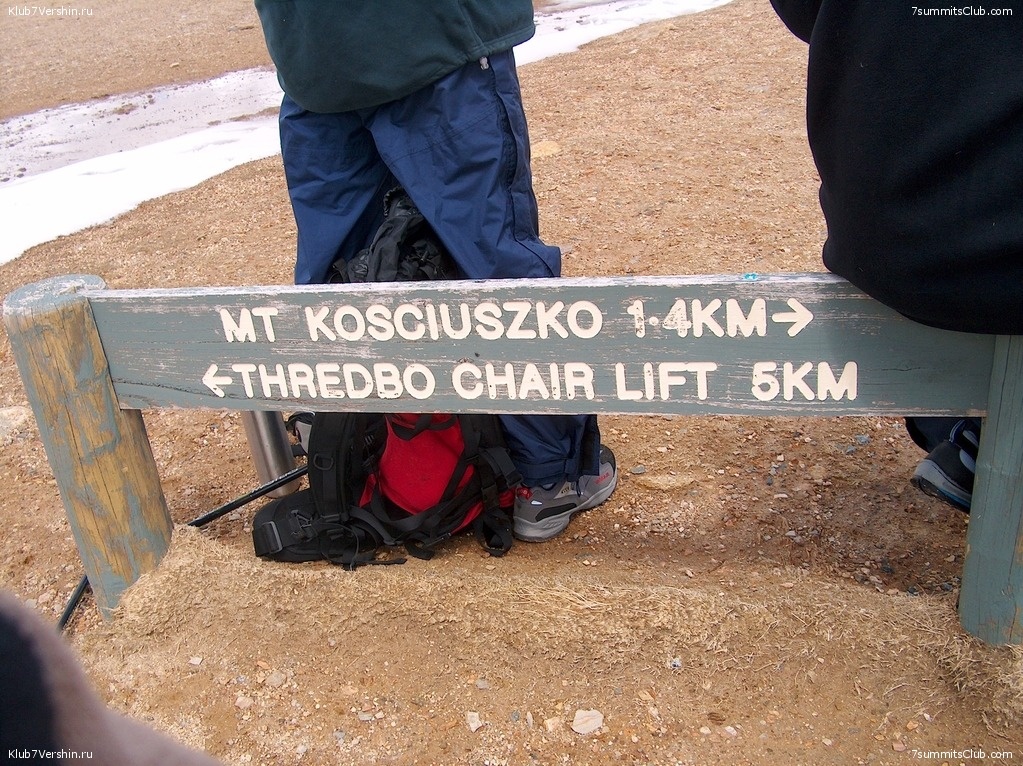 Klub7Vershin.ru
7summitsClub.com
MT KOSCIUSZKO 1·4KM→
←THREDBO CHAIR LIFT 5KM
Klub7Vershin.ru
7summitsClub.com